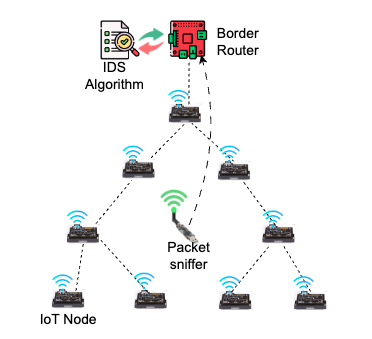 IDS
Algorithm
Border
Router
Packet
sniffer
IoT Node